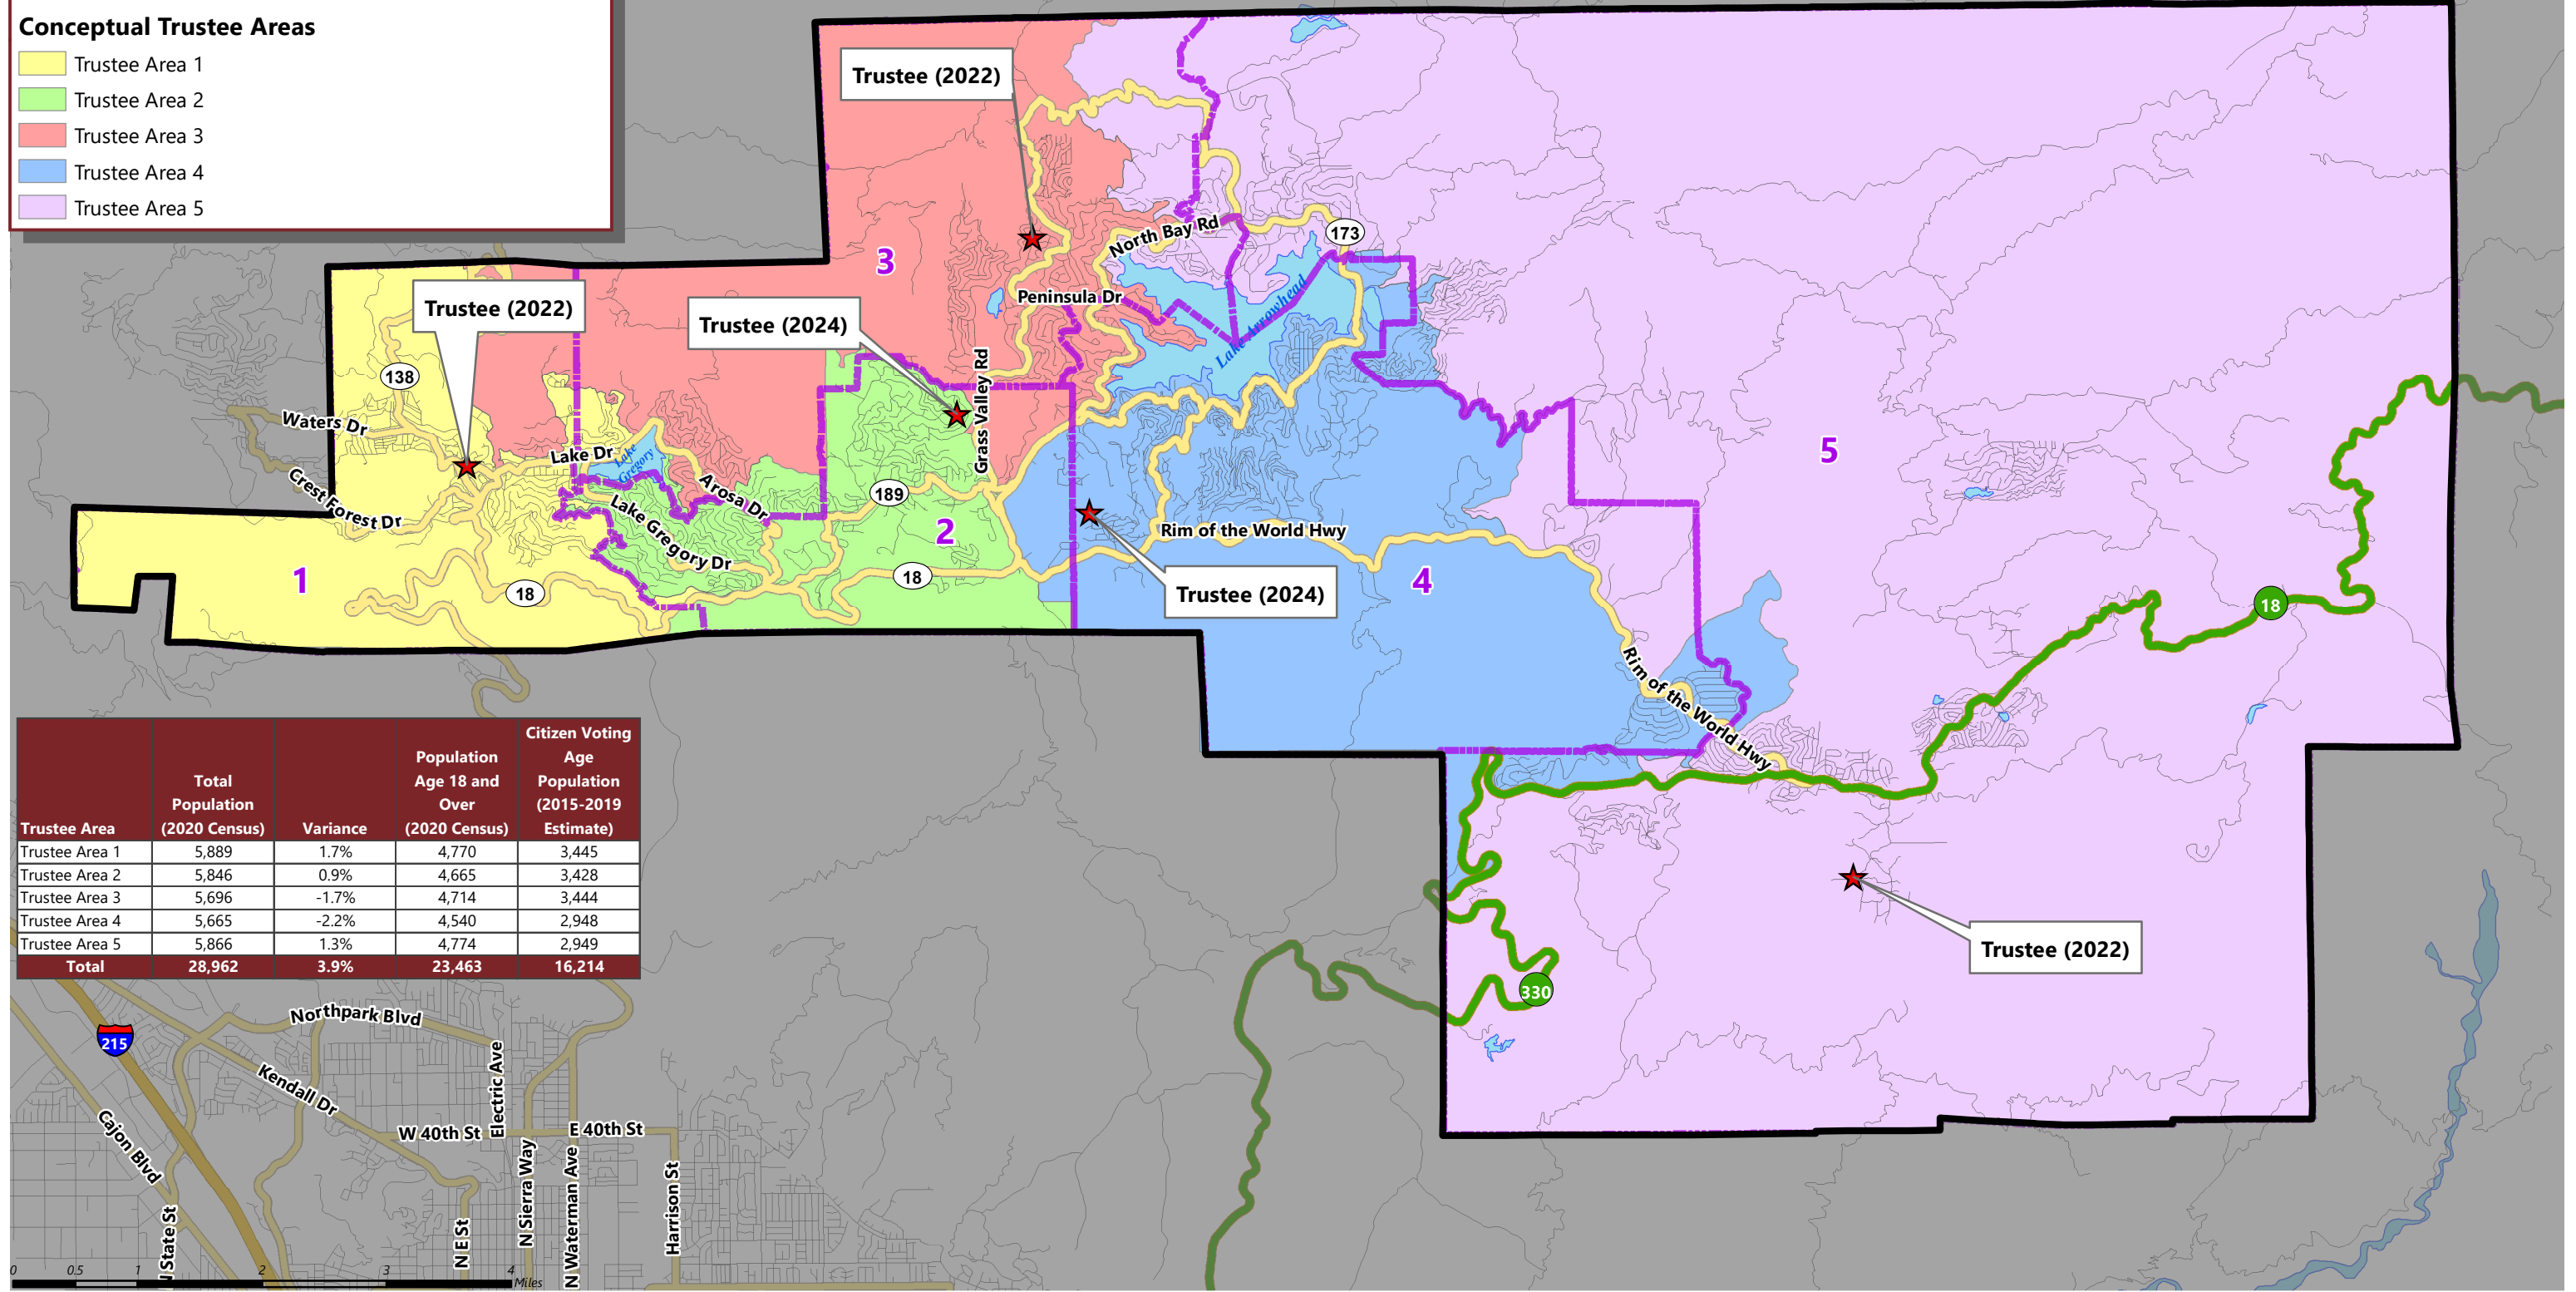 Conceptual Trustee Areas
Trustee Area 1
Trustee Area 2
Trustee Area 3
Trustee Area 4
Trustee Area 5
Trustee (2022)
North Bay Rd
173
3
Peninsula Dr
Lake Arrowhead
Trustee (2022)
Trustee (2024)
138
Grass Valley Rd
Waters Dr
Lake Dr
Lake Gregory
5
Crest Forest Dr
Arosa Dr
189
Lake Gregory Dr
2
Rim of the World Hwy
1
18
18
Trustee (2024)
4
18
Rim of the World Hwy
Trustee Area Total Population (2020 Census) Variance Population Age 18 and Over (2020 Census) Citizen Voting Age Population (2015-2019 Estimate)
Trustee Area 1 5,889 1.7% 4,770 3,445
Trustee Area 2 5,846 0.9% 4,665 3,428
Trustee Area 3 5,696 -1.7% 4,714 3,444
Trustee Area 4 5,665 -2.2% 4,540 2,948
Trustee Area 5 5,866 1.3% 4,774 2,949
Total 28,962 3.9% 23,463 16,214
Trustee (2022)
330
Northpark Blvd
215
Kendall Dr
Electric Ave
Cajon Blvd
W 40th St
E 40th St
N State St
N E St
N Sierra Way
N Waterman Ave
Harrison St
0 0.5 1 2 3 4
Miles